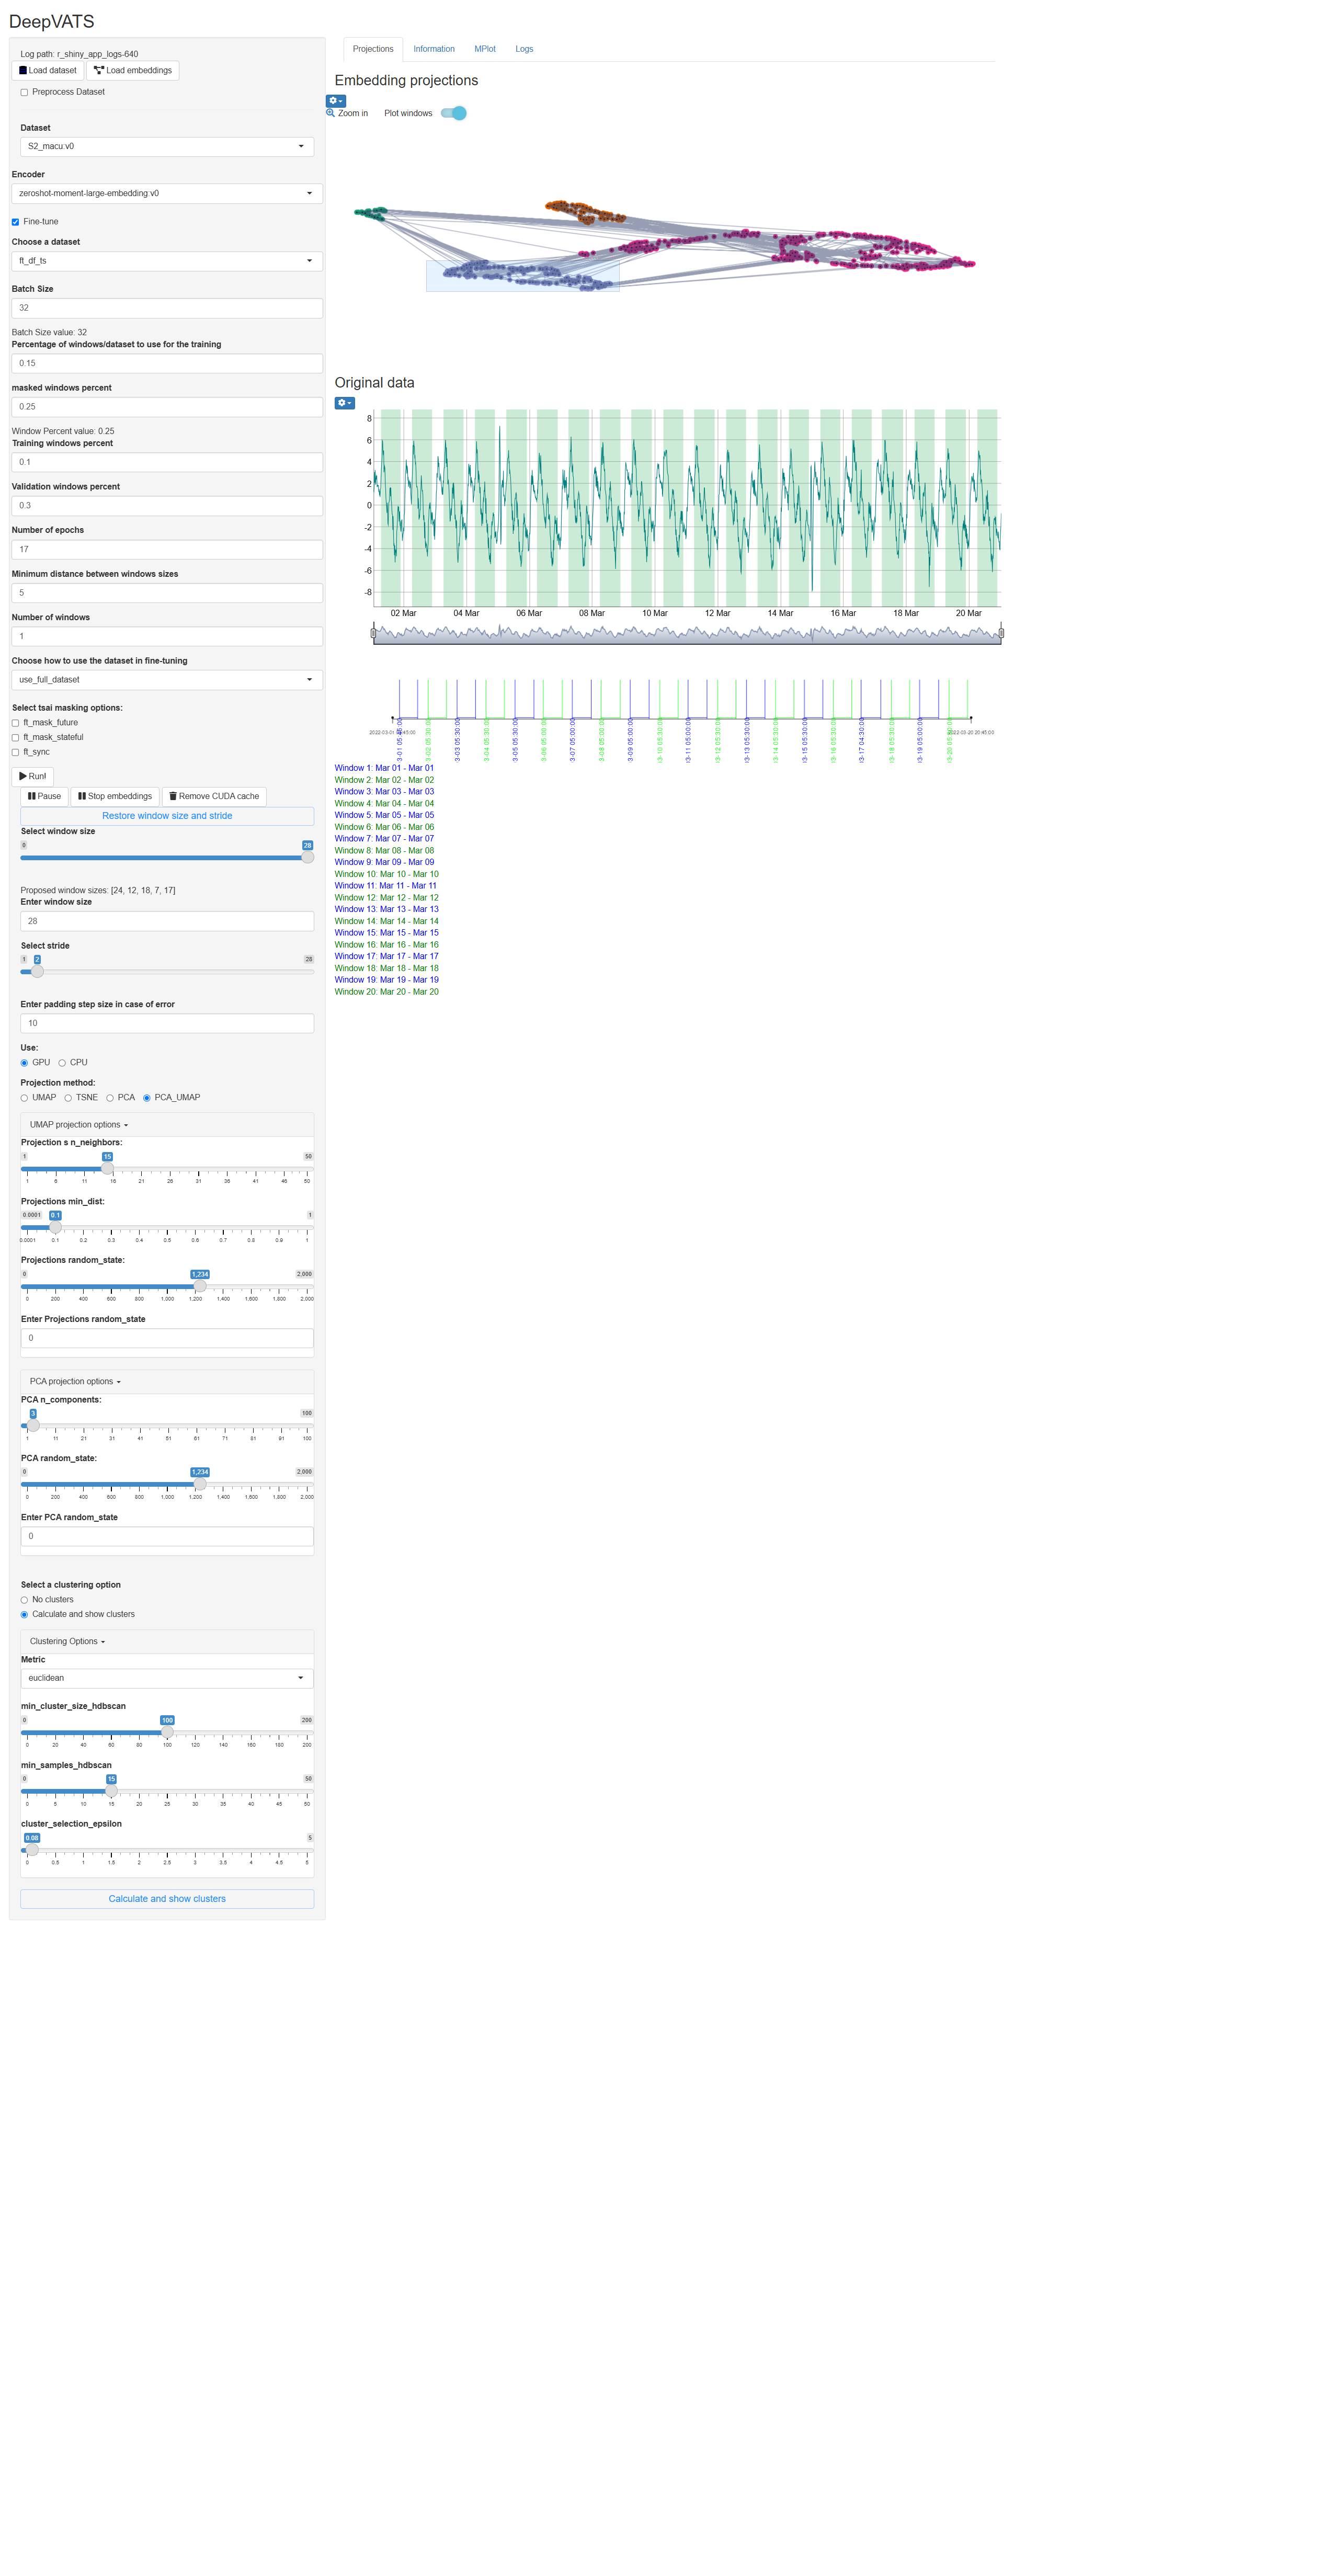 DeepVATS
Log path: r_shiny_app_logs-640
Load dataset Load embeddings
Preprocess Dataset
Dataset
S2_macu:v0
Encoder
zeroshot-moment-large-embedding:v0
Fine-tune
Choose a dataset
ft_df_ts
Batch Size
32
Batch Size value: 32
Percentage of windows/dataset to use for the training
0.15
masked windows percent
0.25
Window Percent value: 0.25
Training windows percent
0.1
Validation windows percent
0.3
Number of epochs
17
Minimum distance between windows sizes
5
Number of windows
1
Choose how to use the dataset in fine-tuning
use_full_dataset
Select tsai masking options:
ft_mask_future
ft_mask_stateful
ft_sync
Run!
Pause Stop embeddings Remove CUDA cache
Restore window size and stride
Select window size
0 28
Proposed window sizes: [24, 12, 18, 7, 17]
Enter window size
28
Select stride
1 2 28
Enter padding step size in case of error
10
Use:
GPU CPU
Projection method:
UMAP TSNE PCA PCA_UMAP
UMAP projection options
Projection s n_neighbors:
1 15 50
1 6 11 16 21 26 31 36 41 46 50
Projections min_dist:
0.0001 0.1 1
0.0001 0.1 0.2 0.3 0.4 0.5 0.6 0.7 0.8 0.9 1
Projections random_state:
0 1,234 2,000
0 200 400 600 800 1,000 1,200 1,400 1,600 1,800 2,000
Enter Projections random_state
0
PCA projection options
PCA n_components:
3 100
1 11 21 31 41 51 61 71 81 91 100
PCA random_state:
0 1,234 2,000
0 200 400 600 800 1,000 1,200 1,400 1,600 1,800 2,000
Enter PCA random_state
0
Select a clustering option
No clusters
Calculate and show clusters
Clustering Options
Metric
euclidean
min_cluster_size_hdbscan
0 100 200
0 20 40 60 80 100 120 140 160 180 200
min_samples_hdbscan
0 15 50
0 5 10 15 20 25 30 35 40 45 50
cluster_selection_epsilon
0.08 5
0 0.5 1 1.5 2 2.5 3 3.5 4 4.5 5
Calculate and show clusters
Projections Information MPlot Logs
Embedding projections
Zoom in Plot windows
Original data
8
6
4
2
0
-2
-4
-6
-8
02 Mar 04 Mar 06 Mar 08 Mar 10 Mar 12 Mar 14 Mar 16 Mar 18 Mar 20 Mar
Window 1: Mar 01 - Mar 01
Window 2: Mar 02 - Mar 02
Window 3: Mar 03 - Mar 03
Window 4: Mar 04 - Mar 04
Window 5: Mar 05 - Mar 05
Window 6: Mar 06 - Mar 06
Window 7: Mar 07 - Mar 07
Window 8: Mar 08 - Mar 08
Window 9: Mar 09 - Mar 09
Window 10: Mar 10 - Mar 10
Window 11: Mar 11 - Mar 11
Window 12: Mar 12 - Mar 12
Window 13: Mar 13 - Mar 13
Window 14: Mar 14 - Mar 14
Window 15: Mar 15 - Mar 15
Window 16: Mar 16 - Mar 16
Window 17: Mar 17 - Mar 17
Window 18: Mar 18 - Mar 18
Window 19: Mar 19 - Mar 19
Window 20: Mar 20 - Mar 20